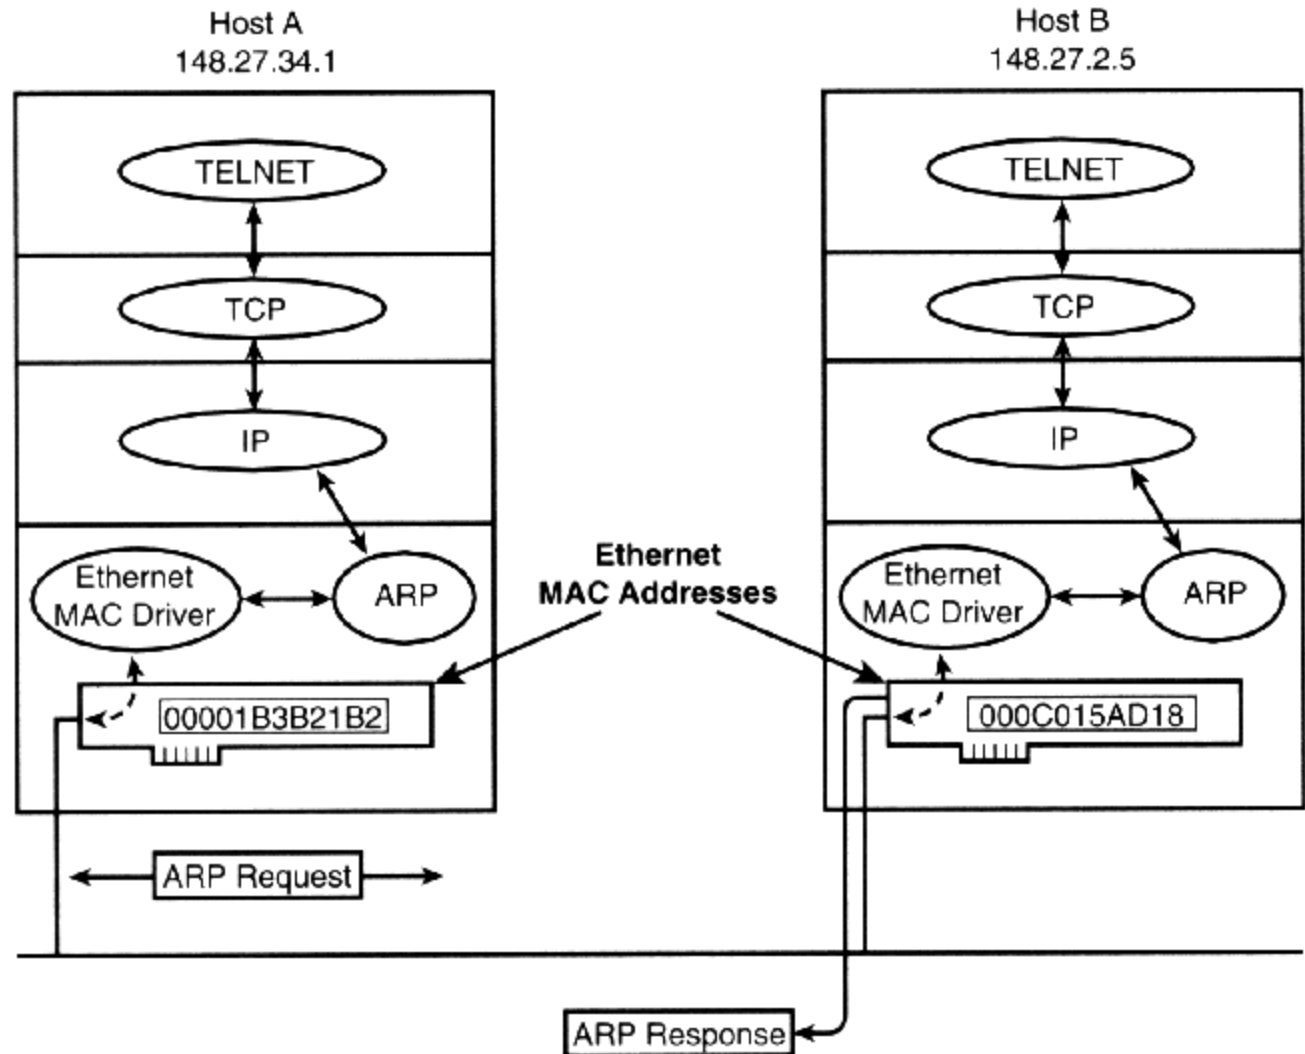 Host A
148.27.34.1
TELNET
TCP
IP
Ethernet
MAC Driver
ARP
00001B3B21B2
ARP Request
Ethernet
MAC Addresses
Host B
148.27.2.5
TELNET
TCP
IP
Ethernet
MAC Driver
ARP
000C015AD18
ARP Response